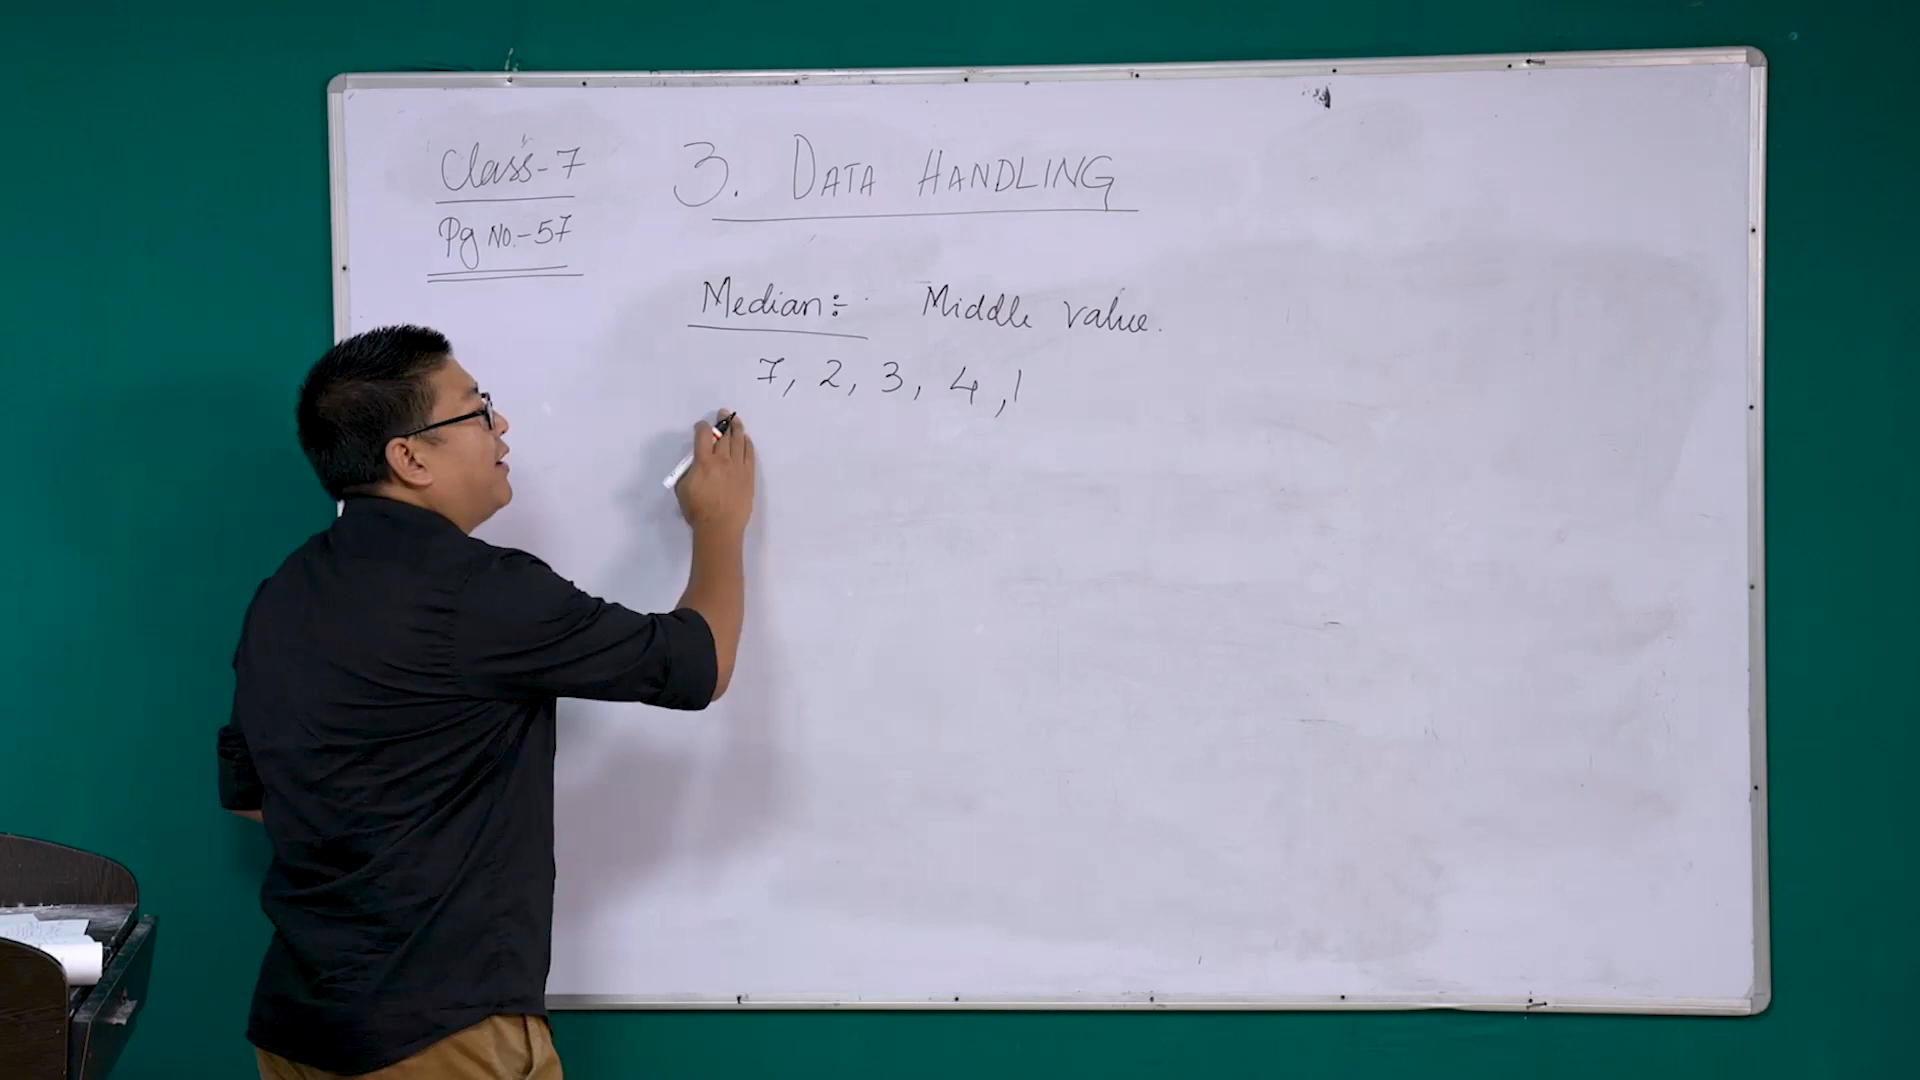 Class-7
Pg No.-57
3. DATA HANDLING
Median:- Middle value.
7, 2, 3, 4, 1